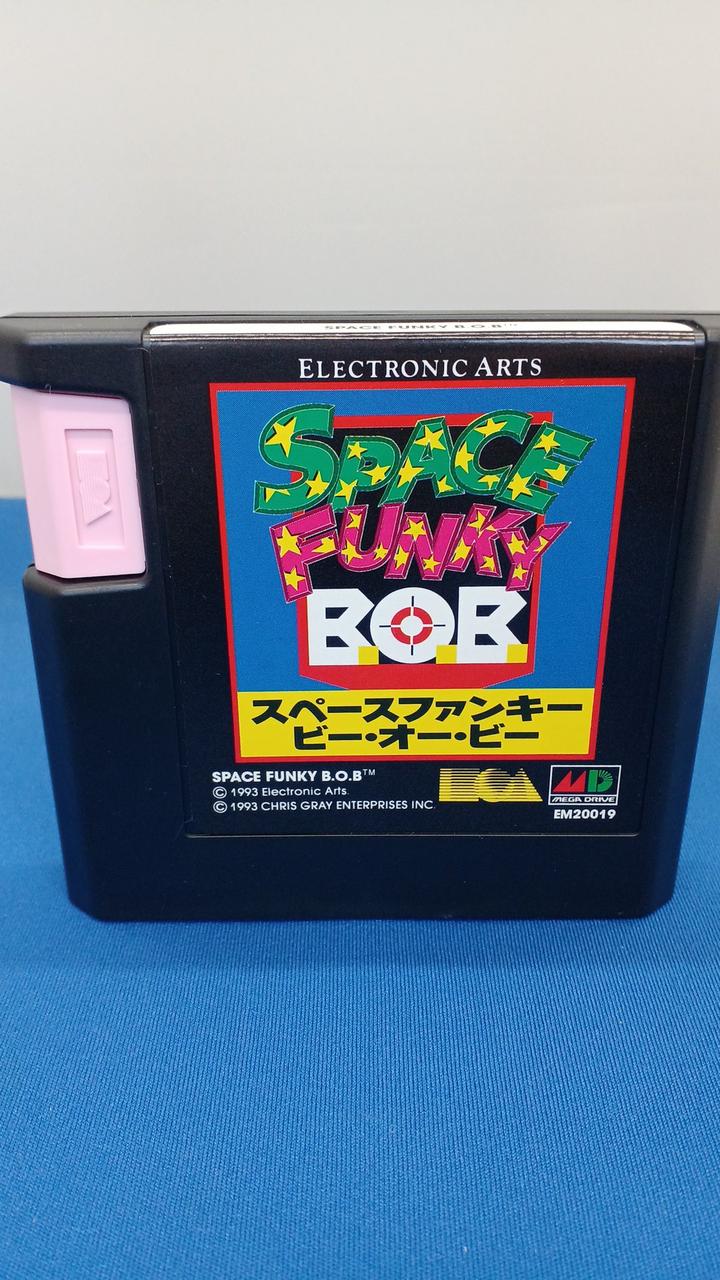 SPACE FUNKY B.O.B™
ELECTRONIC ARTS
SPACE
FUNKY
B.O.B.
スペースファンキー
ビー・オー・ビー
SPACE FUNKY B.O.B™
© 1993 Electronic Arts.
© 1993 CHRIS GRAY ENTERPRISES INC.
EA
MD
MEGA DRIVE
EM20019